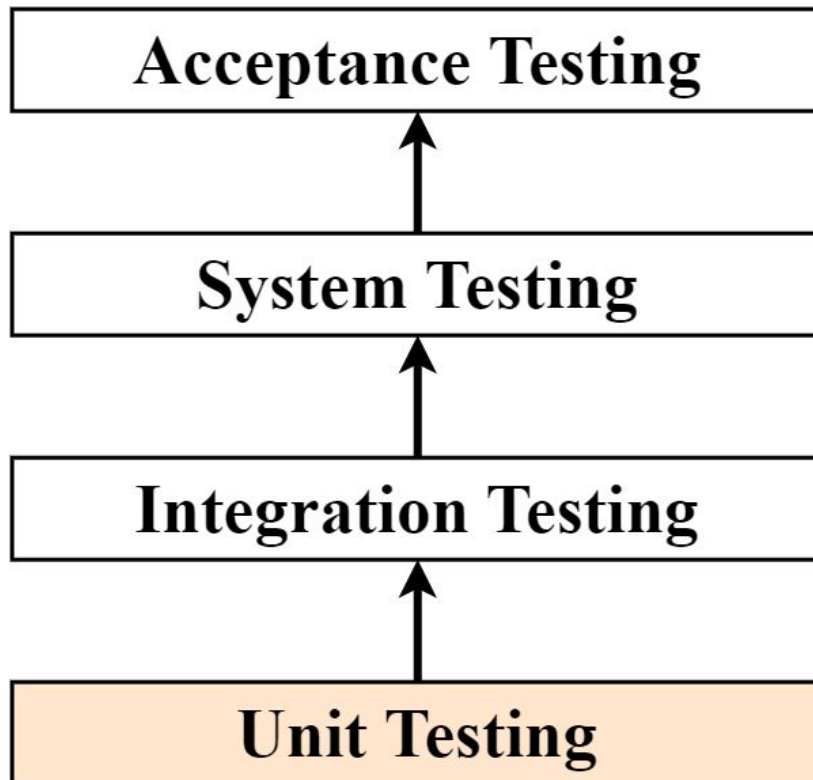 Acceptance Testing
System Testing
Integration Testing
Unit Testing